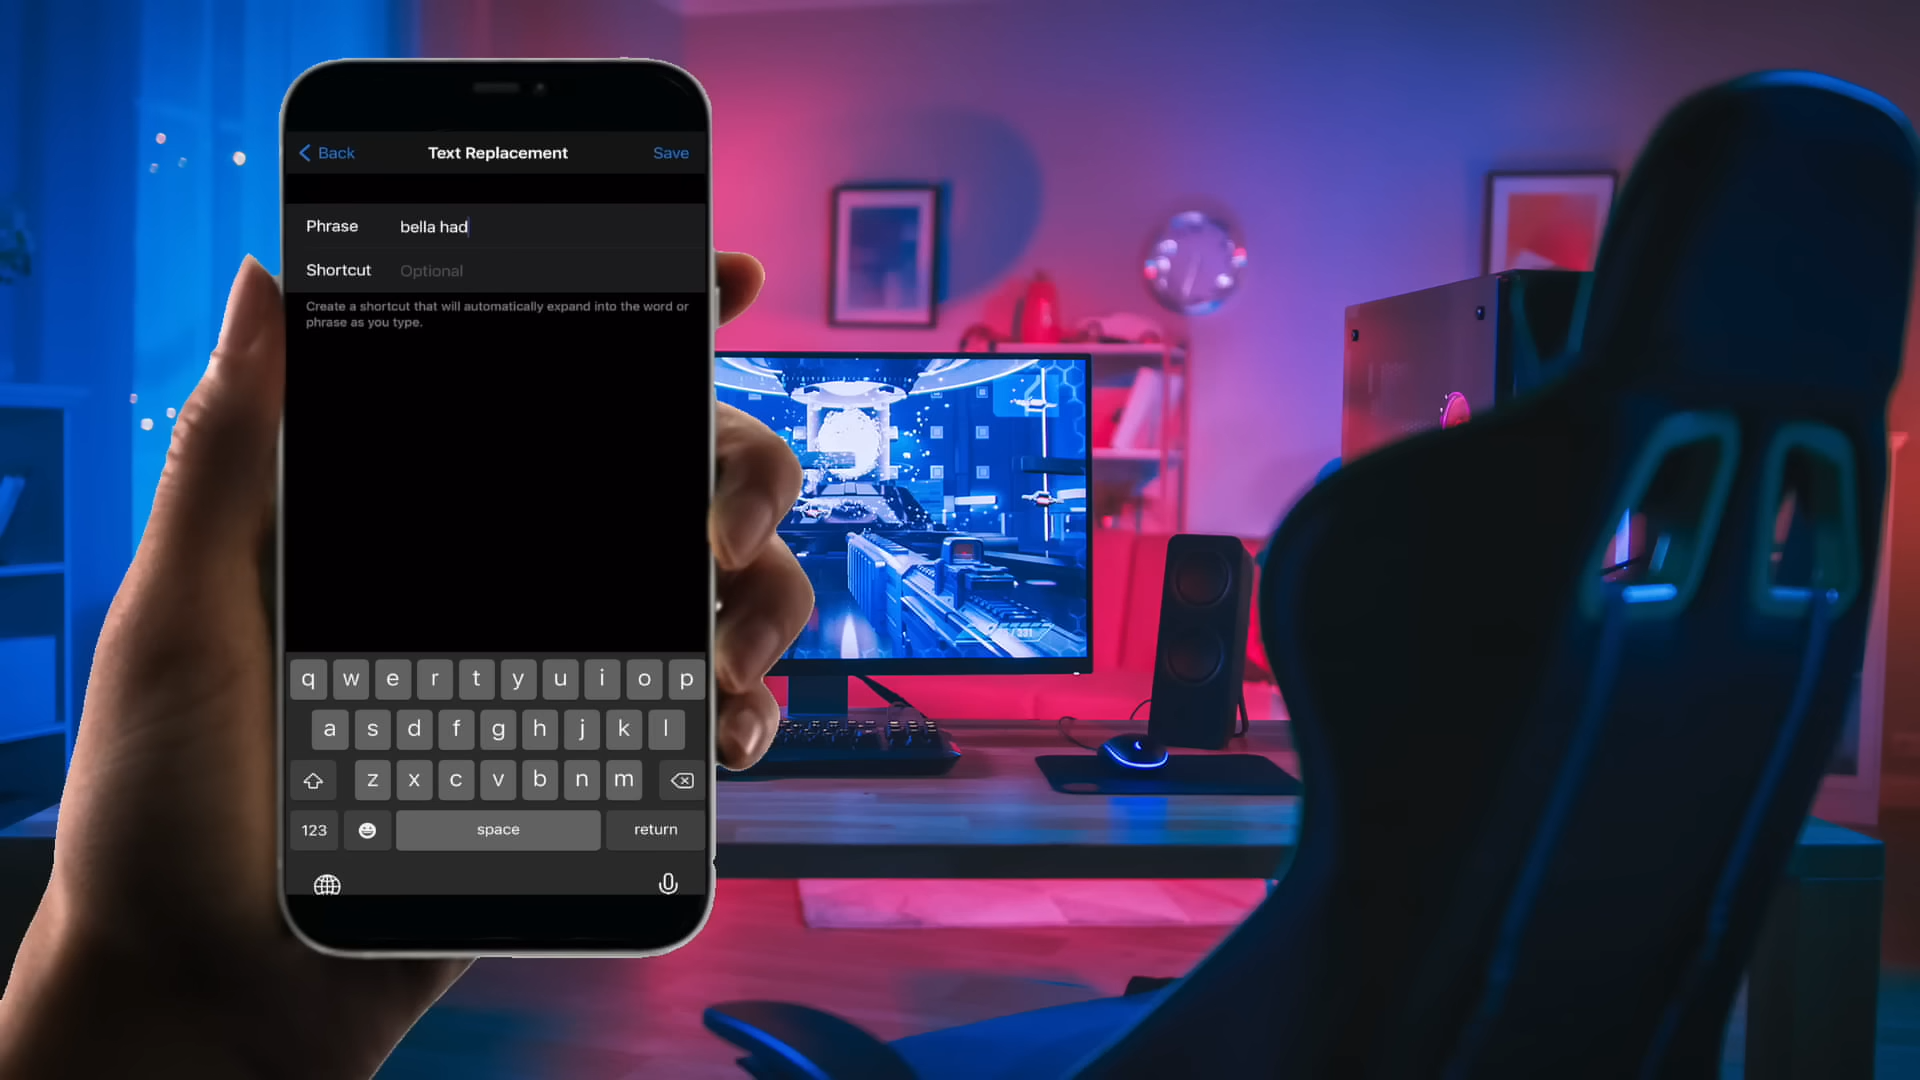 Back Text Replacement Save
Phrase bella had
Shortcut Optional
Create a shortcut that will automatically expand into the word or
phrase as you type.
q w e r t y u i o p
a s d f g h j k l
z x c v b n m
123 space return
331